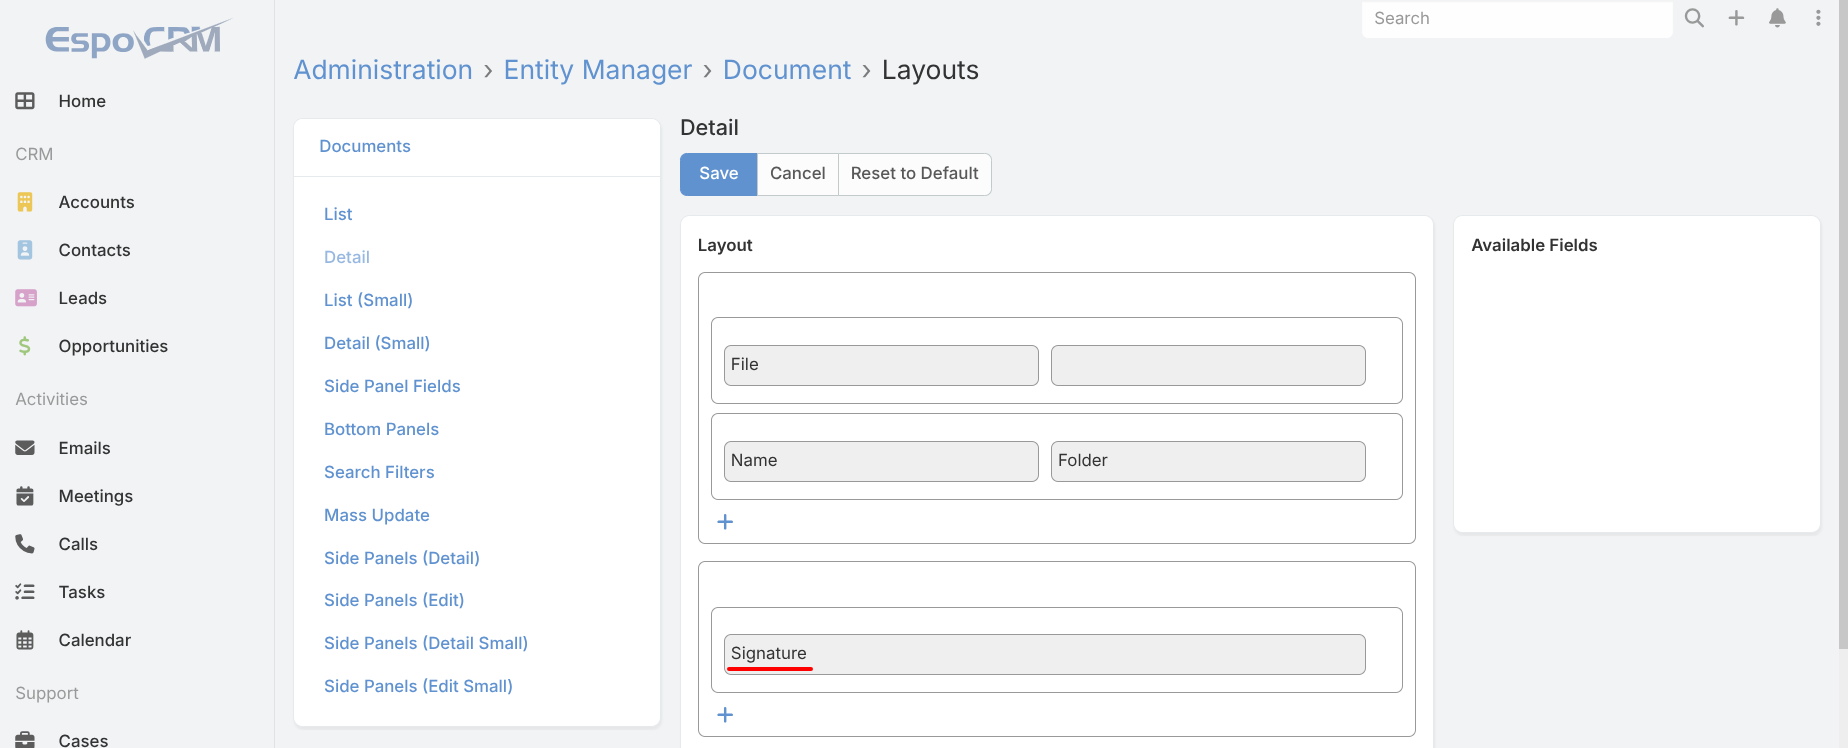 EspoCRM
Search
Home
CRM
Accounts
Contacts
Leads
Opportunities
Activities
Emails
Meetings
Calls
Tasks
Calendar
Support
Cases
Administration › Entity Manager › Document › Layouts
Documents
List
Detail
List (Small)
Detail (Small)
Side Panel Fields
Bottom Panels
Search Filters
Mass Update
Side Panels (Detail)
Side Panels (Edit)
Side Panels (Detail Small)
Side Panels (Edit Small)
Detail
Save Cancel Reset to Default
Layout
File
Name Folder
Signature
Available Fields